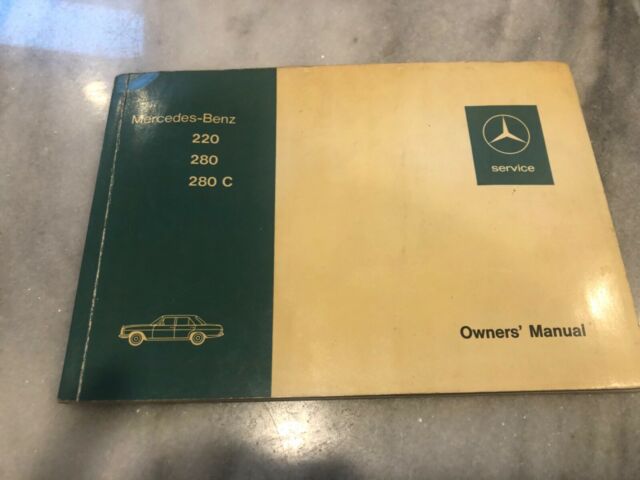 Mercedes-Benz
220
280
280 C
service
Owners' Manual